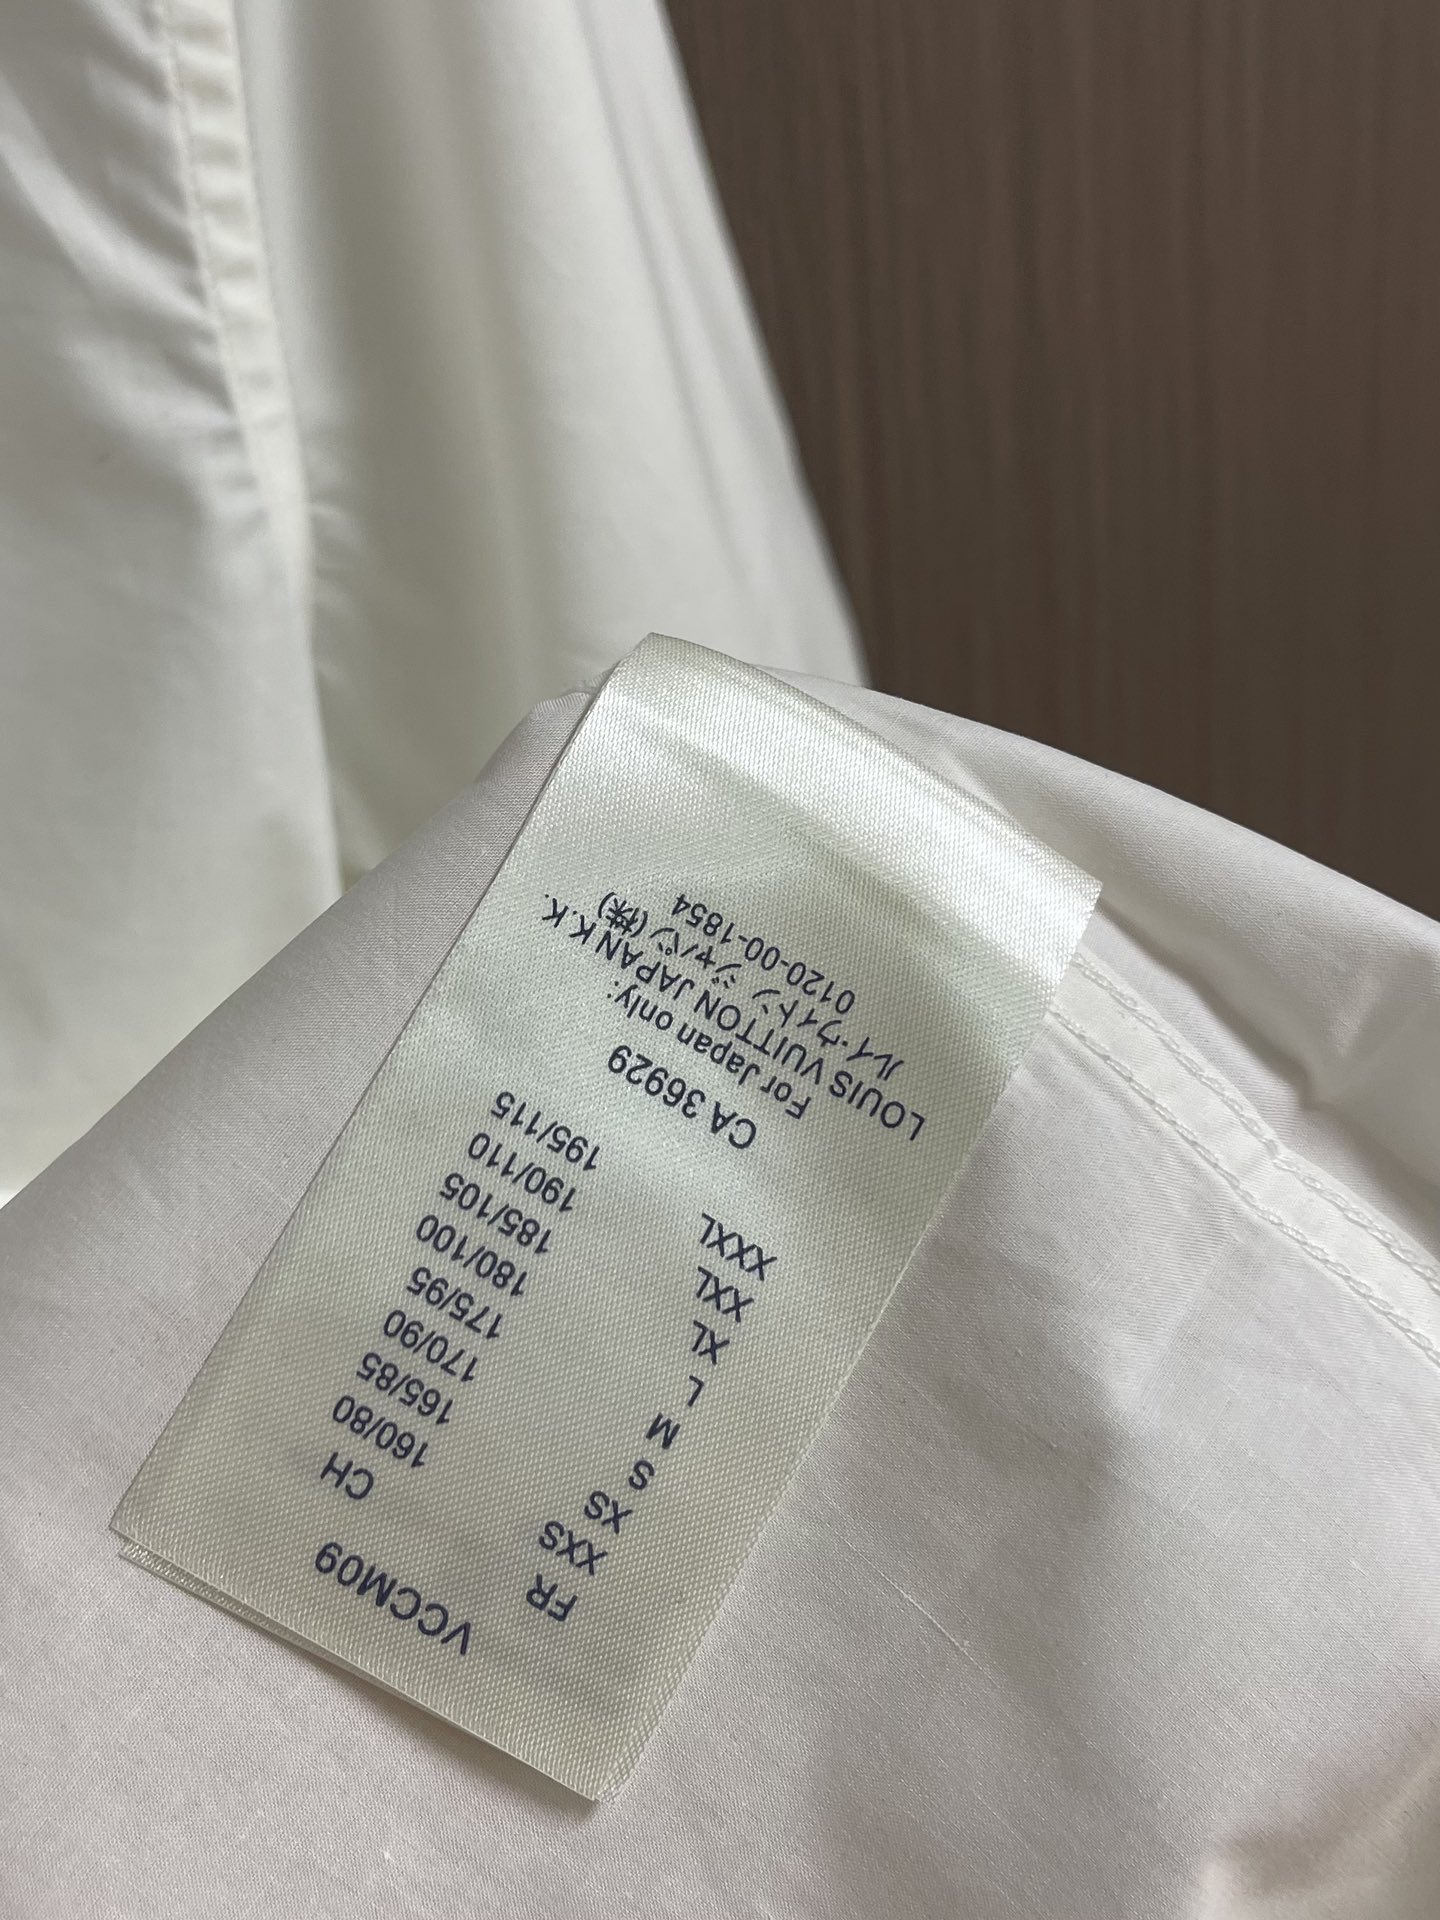 VCCCM09
FR CH
XXS 160/80
XS 165/85
S 170/90
M 175/95
L 180/100
XL 185/105
XXL 190/110
XXXL 195/115
CA 36929
For Japan only:
LOUIS VUITTON JAPAN K.K.
ルイ・ヴィトン ジャパン (株)
0120-00-1854